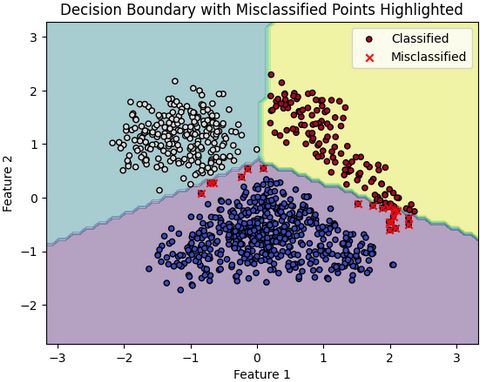 Decision Boundary with Misclassified Points Highlighted
Classified
Misclassified
Feature 2
3
2
1
0
−1
−2
−3
−2
−1
0
1
2
3
Feature 1